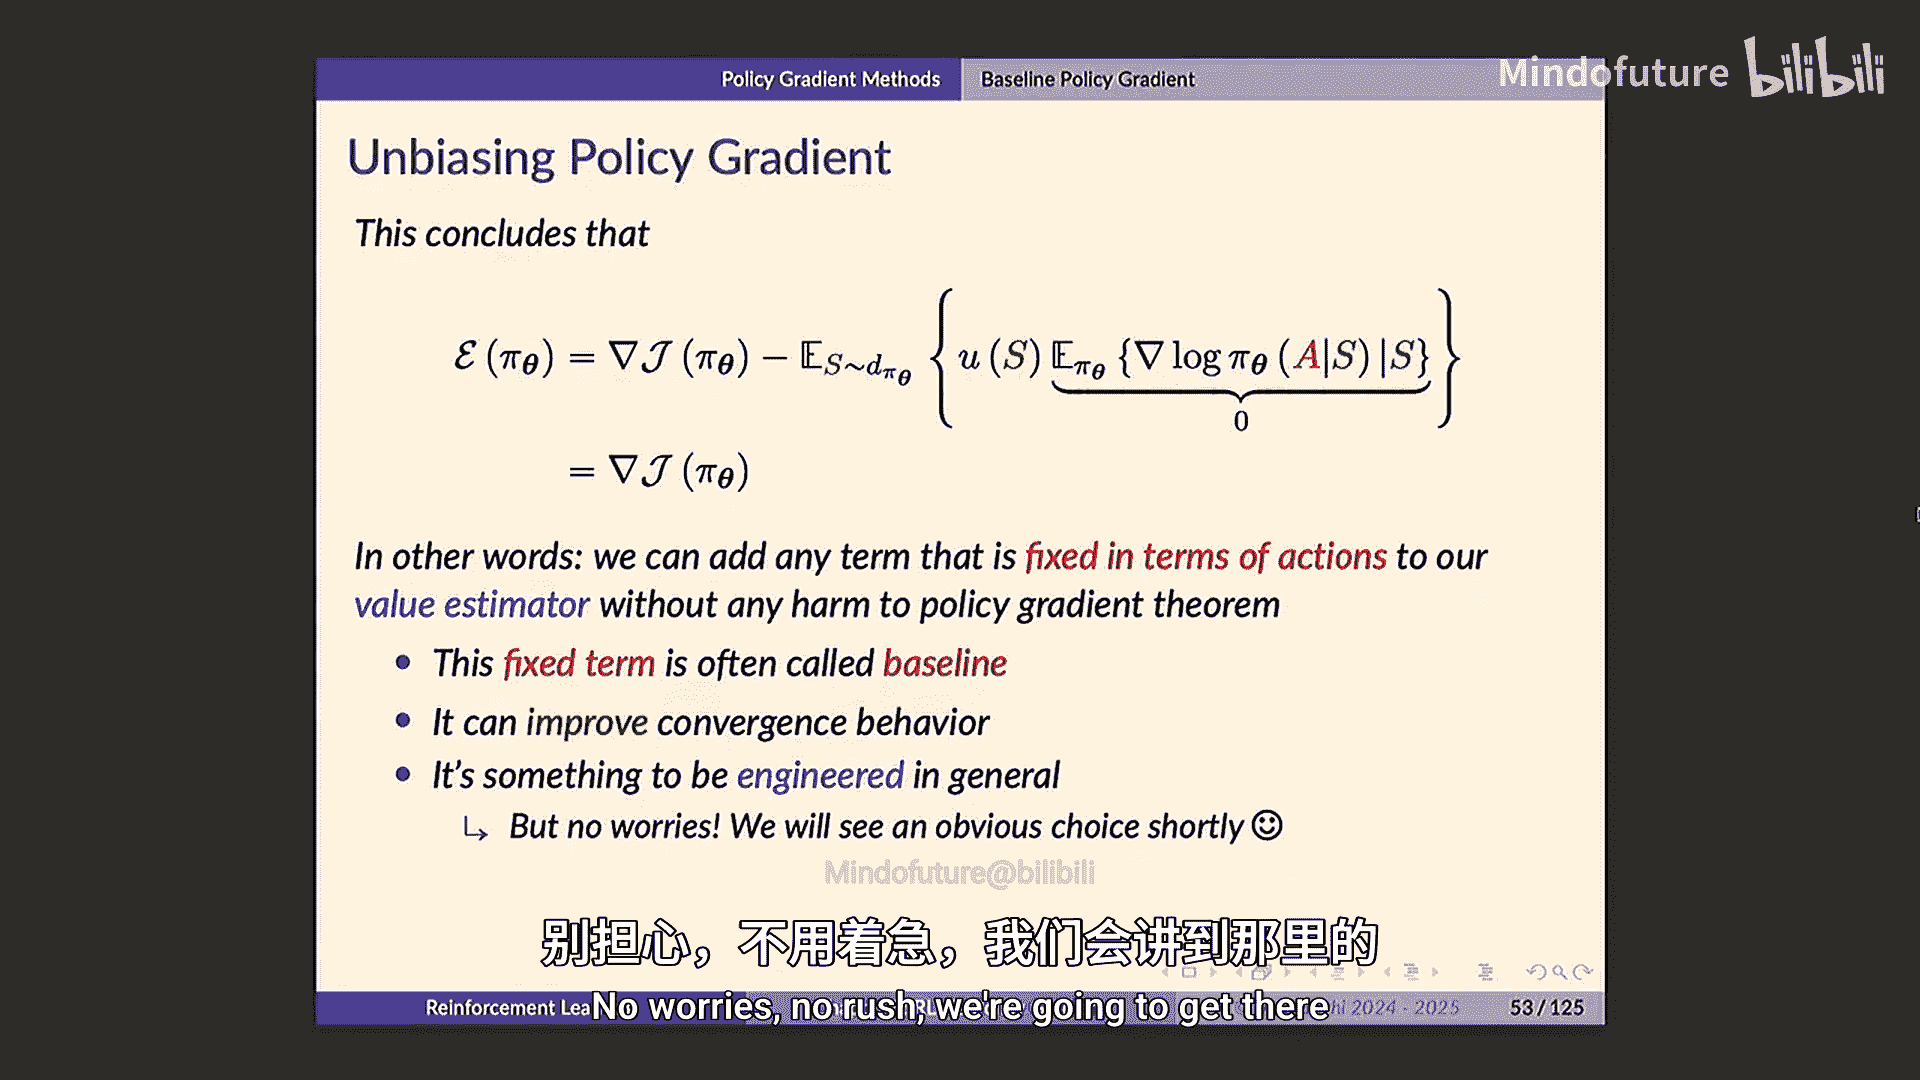 Policy Gradient Methods Baseline Policy Gradient
Mindofuture bilibili
Unbiasing Policy Gradient
This concludes that
ℰ (π_θ) = ∇𝒥 (π_θ) − 𝔼_{S∼d_{π_θ}} { u (S) 𝔼_{π_θ} {∇ log π_θ (A|S) |S} }
0
= ∇𝒥 (π_θ)
In other words: we can add any term that is fixed in terms of actions to our
value estimator without any harm to policy gradient theorem
• This fixed term is often called baseline
• It can improve convergence behavior
• It's something to be engineered in general
↳ But no worries! We will see an obvious choice shortly ☺
Mindofuture@bilibili
别担心，不用着急，我们会讲到那里的
No worries, no rush, we're going to get there
Reinforcement Lea 2024 - 2025 53 / 125